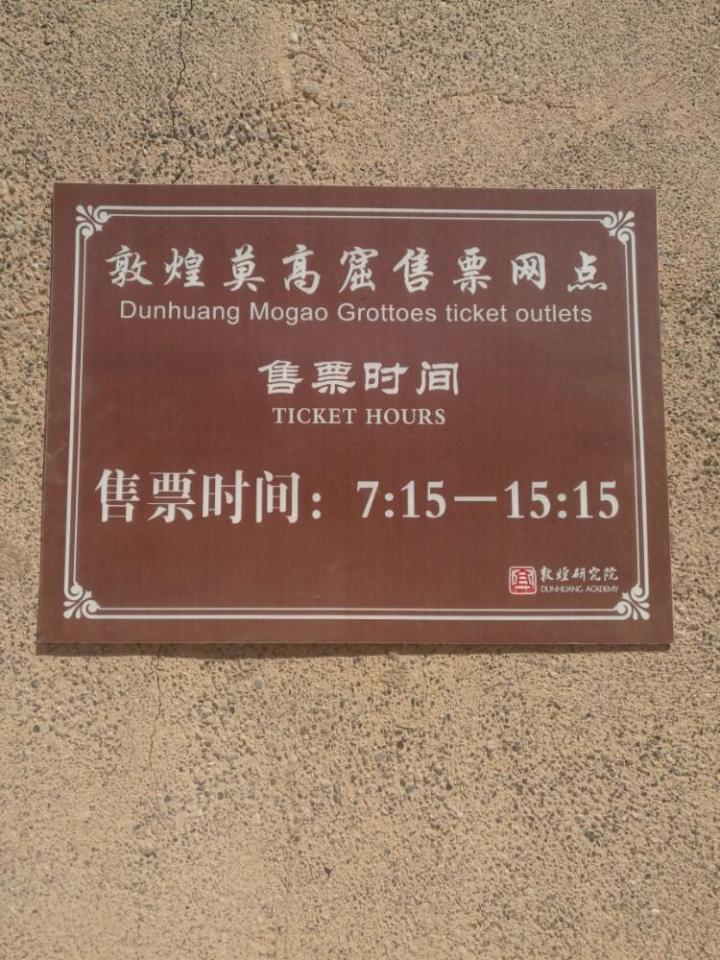 敦煌莫高窟售票网点
Dunhuang Mogao Grottoes ticket outlets
售票时间
TICKET HOURS
售票时间：7:15—15:15
敦煌研究院
DUNHUANG ACADEMY